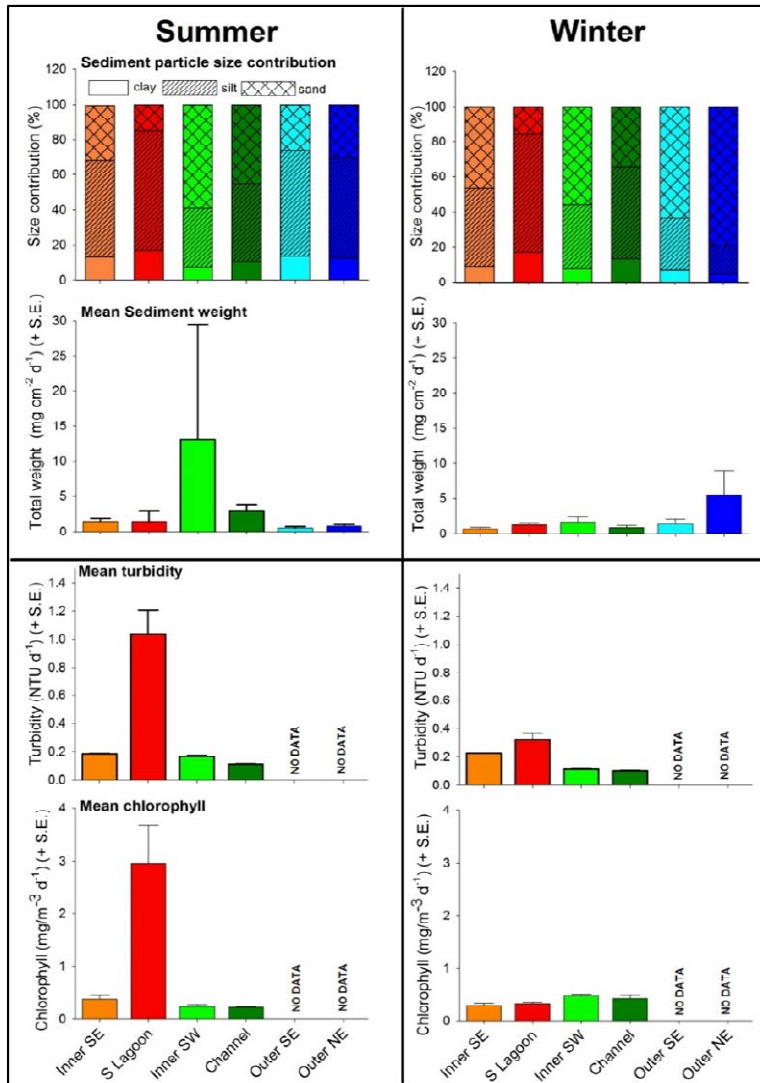 Summer
Winter
Sediment particle size contribution
clay silt sand
Size contribution (%)
120
100
80
60
40
20
0
Size contribution (%)
120
100
80
60
40
20
0
Mean Sediment weight
Total weight (mg cm-2 d-1) (+ S.E.)
30
25
20
15
10
5
0
Total weight (mg cm-2 d-1) (+ S.E.)
30
25
20
15
10
5
0
Mean turbidity
Turbidity (NTU d-1) (+ S.E.)
1.4
1.2
1.0
0.8
0.6
0.4
0.2
0.0
NO DATA
NO DATA
Turbidity (NTU d-1) (+ S.E.)
1.4
1.2
1.0
0.8
0.6
0.4
0.2
0.0
NO DATA
NO DATA
Mean chlorophyll
Chlorophyll (mg/m-3 d-1) (+ S.E.)
4
3
2
1
0
NO DATA
NO DATA
Chlorophyll (mg/m-3 d-1) (+ S.E.)
4
3
2
1
0
NO DATA
NO DATA
Inner SE
S Lagoon
Inner SW
Channel
Outer SE
Outer NE
Inner SE
S Lagoon
Inner SW
Channel
Outer SE
Outer NE